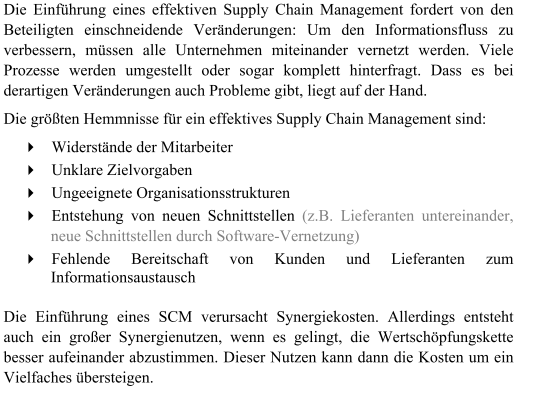 Die Einführung eines effektiven Supply Chain Management fordert von den
Beteiligten einschneidende Veränderungen: Um den Informationsfluss zu
verbessern, müssen alle Unternehmen miteinander vernetzt werden. Viele
Prozesse werden umgestellt oder sogar komplett hinterfragt. Dass es bei
derartigen Veränderungen auch Probleme gibt, liegt auf der Hand.
Die größten Hemmnisse für ein effektives Supply Chain Management sind:
Widerstände der Mitarbeiter
Unklare Zielvorgaben
Ungeeignete Organisationsstrukturen
Entstehung von neuen Schnittstellen (z.B. Lieferanten untereinander,
neue Schnittstellen durch Software-Vernetzung)
Fehlende Bereitschaft von Kunden und Lieferanten zum
Informationsaustausch
Die Einführung eines SCM verursacht Synergiekosten. Allerdings entsteht
auch ein großer Synergienutzen, wenn es gelingt, die Wertschöpfungskette
besser aufeinander abzustimmen. Dieser Nutzen kann dann die Kosten um ein
Vielfaches übersteigen.